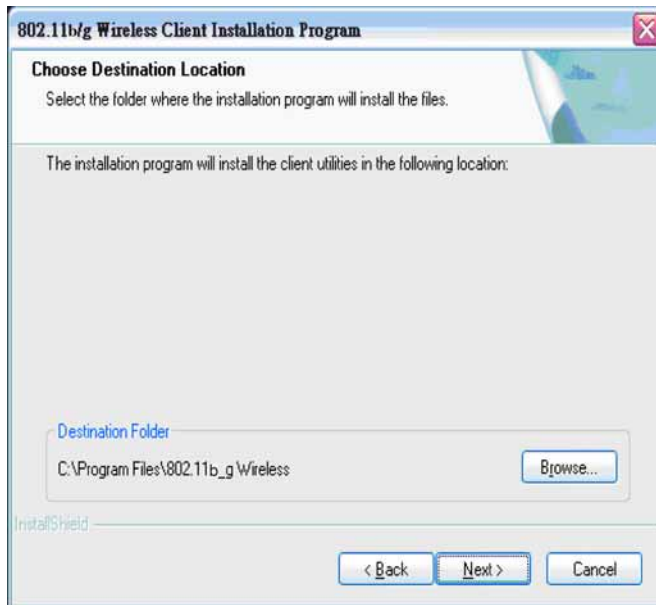 802.11b/g Wireless Client Installation Program
Choose Destination Location
Select the folder where the installation program will install the files.
The installation program will install the client utilities in the following location:
Destination Folder
C:\Program Files\802.11b_g Wireless
Browse...
InstallShield
< Back
Next >
Cancel